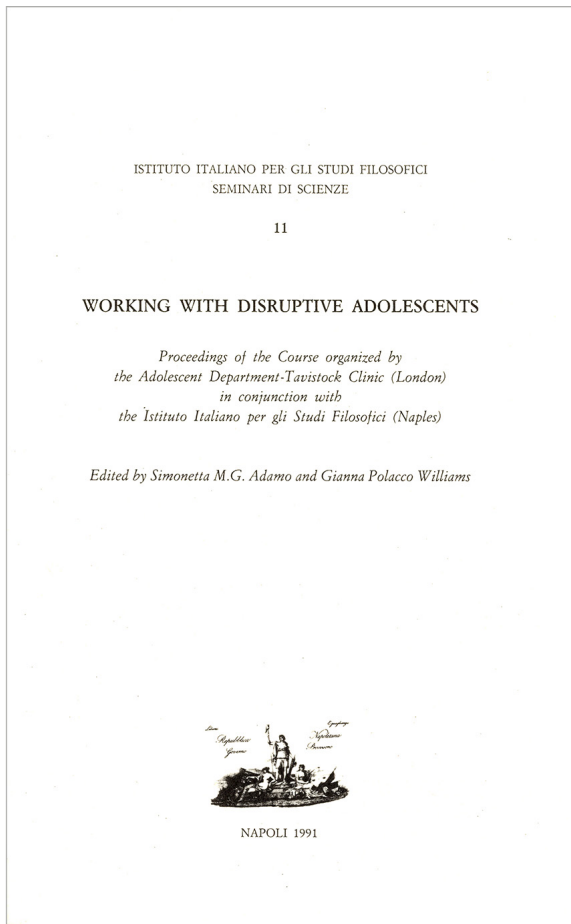 ISTITUTO ITALIANO PER GLI STUDI FILOSOFICI
SEMINARI DI SCIENZE
11
WORKING WITH DISRUPTIVE ADOLESCENTS
Proceedings of the Course organized by
the Adolescent Department-Tavistock Clinic (London)
in conjunction with
the Istituto Italiano per gli Studi Filosofici (Naples)
Edited by Simonetta M.G. Adamo and Gianna Polacco Williams
Repubblica
Napoletana
NAPOLI 1991